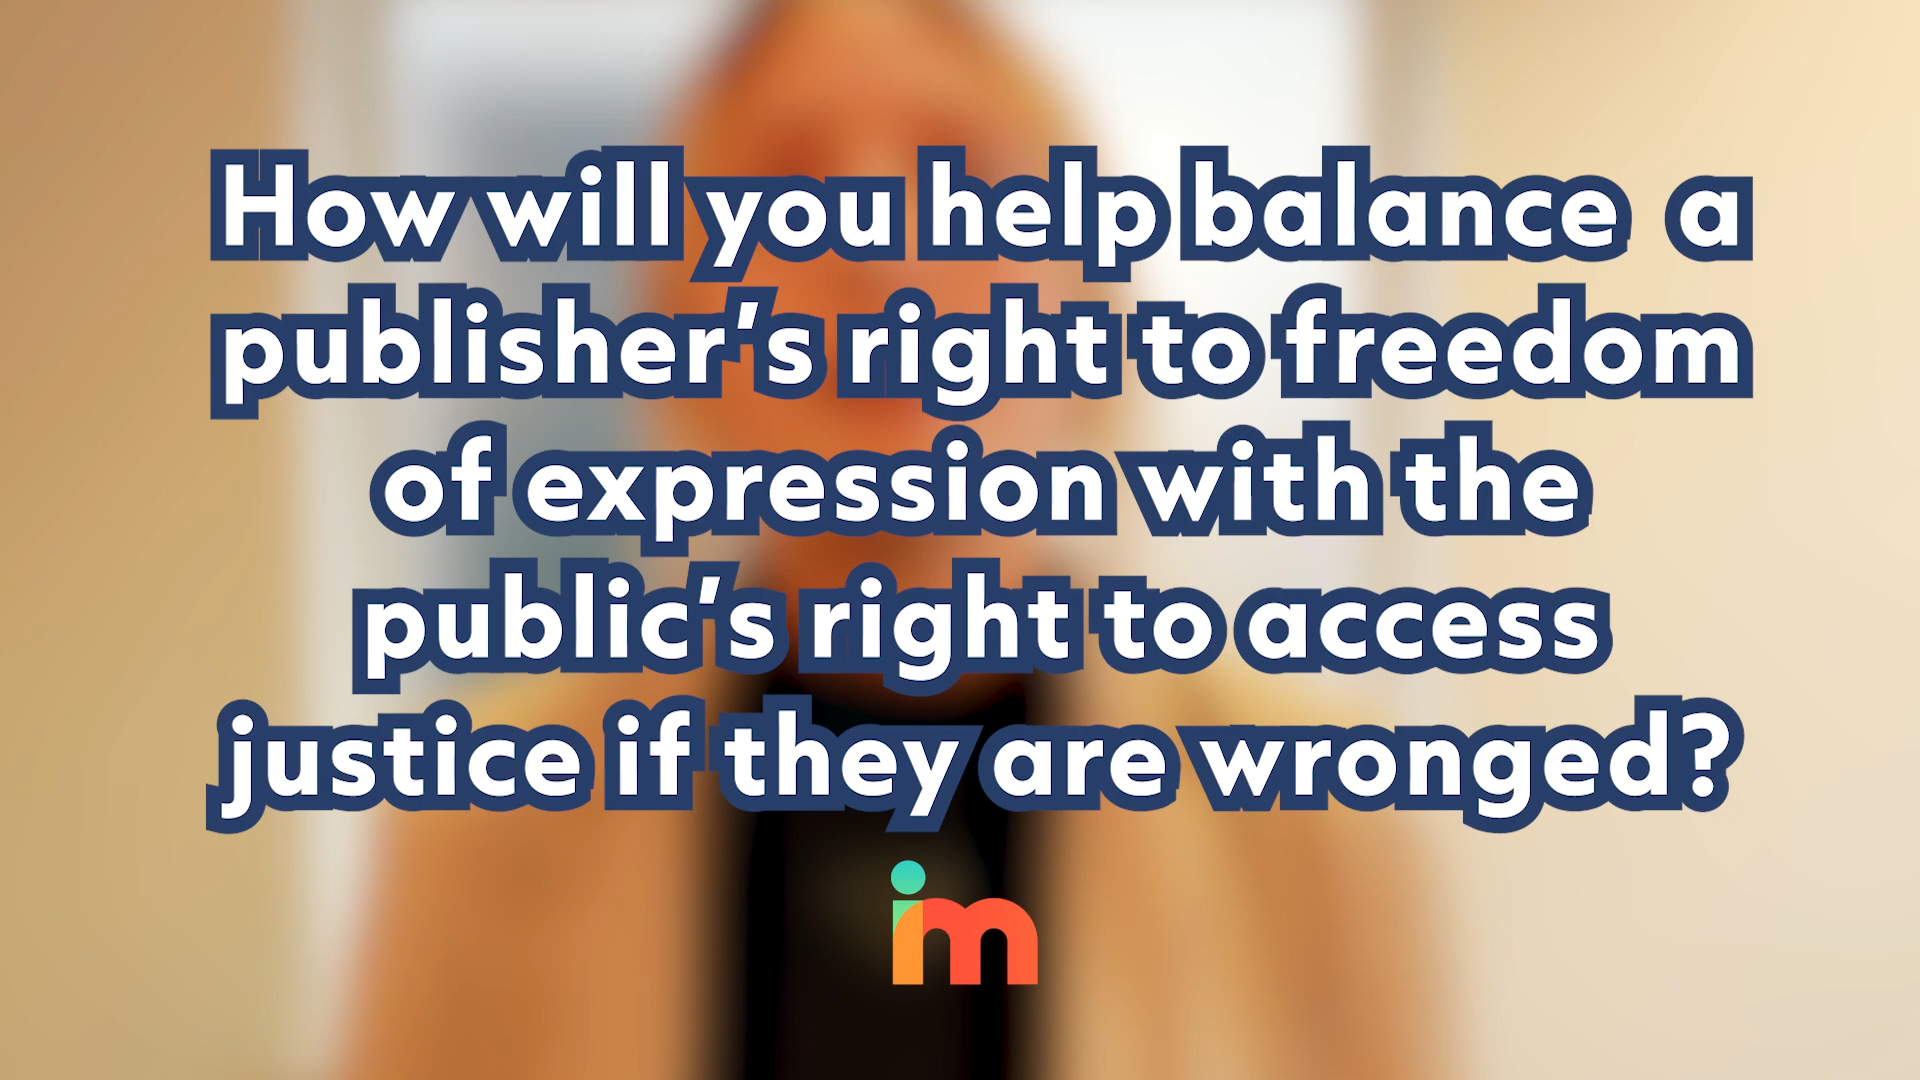 How will you help balance a
publisher’s right to freedom
of expression with the
public’s right to access
justice if they are wronged?
im